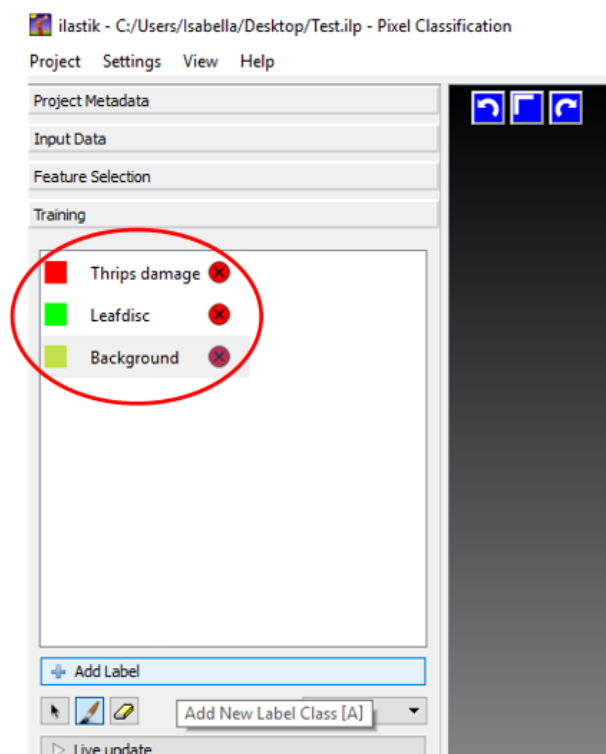 ilastik - C:/Users/Isabella/Desktop/Test.ilp - Pixel Classification
Project Settings View Help
Project Metadata
Input Data
Feature Selection
Training
Thrips damage
Leafdisc
Background
Add Label
Add New Label Class [A]
Live update